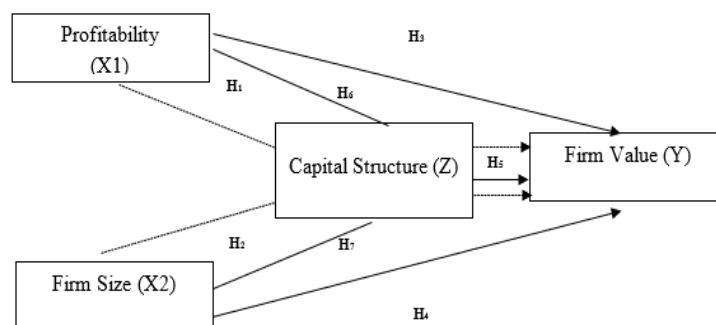 Profitability
(X1)
H₃
H₁
H₆
Capital Structure (Z)
H₅
Firm Value (Y)
H₂
H₇
Firm Size (X2)
H₄